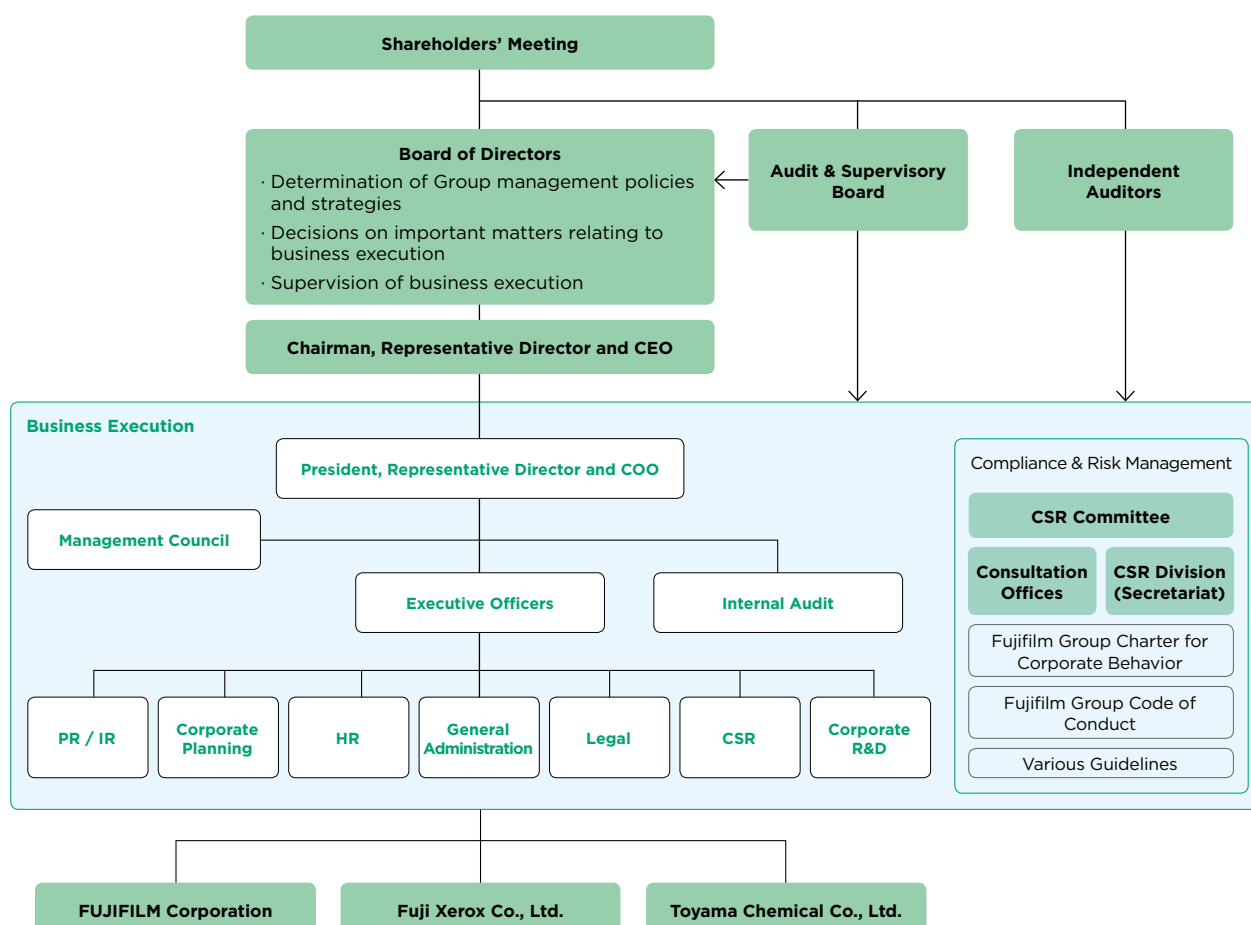 Shareholders’ Meeting
Board of Directors
· Determination of Group management policies
and strategies
· Decisions on important matters relating to
business execution
· Supervision of business execution
Audit & Supervisory
Board
Independent
Auditors
Chairman, Representative Director and CEO
Business Execution
President, Representative Director and COO
Management Council
Executive Officers
Internal Audit
PR / IR
Corporate
Planning
HR
General
Administration
Legal
CSR
Corporate
R&D
Compliance & Risk Management
CSR Committee
Consultation
Offices
CSR Division
(Secretariat)
Fujifilm Group Charter for
Corporate Behavior
Fujifilm Group Code of
Conduct
Various Guidelines
FUJIFILM Corporation
Fuji Xerox Co., Ltd.
Toyama Chemical Co., Ltd.